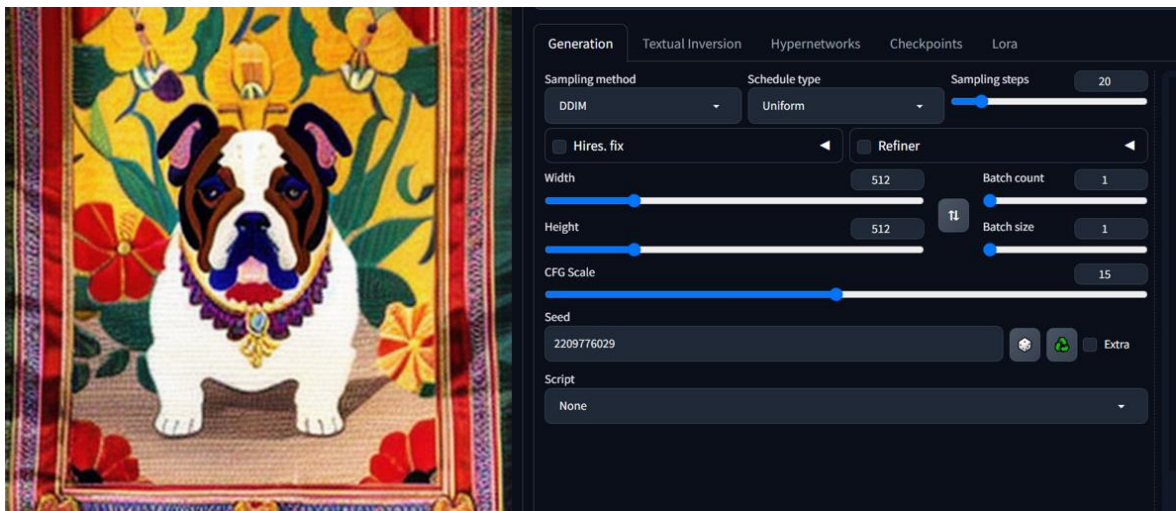 Generation Textual Inversion Hypernetworks Checkpoints Lora
Sampling method Schedule type Sampling steps 20
DDIM Uniform
Hires. fix Refiner
Width 512 Batch count 1
Height 512 Batch size 1
CFG Scale 15
Seed
2209776029 Extra
Script
None